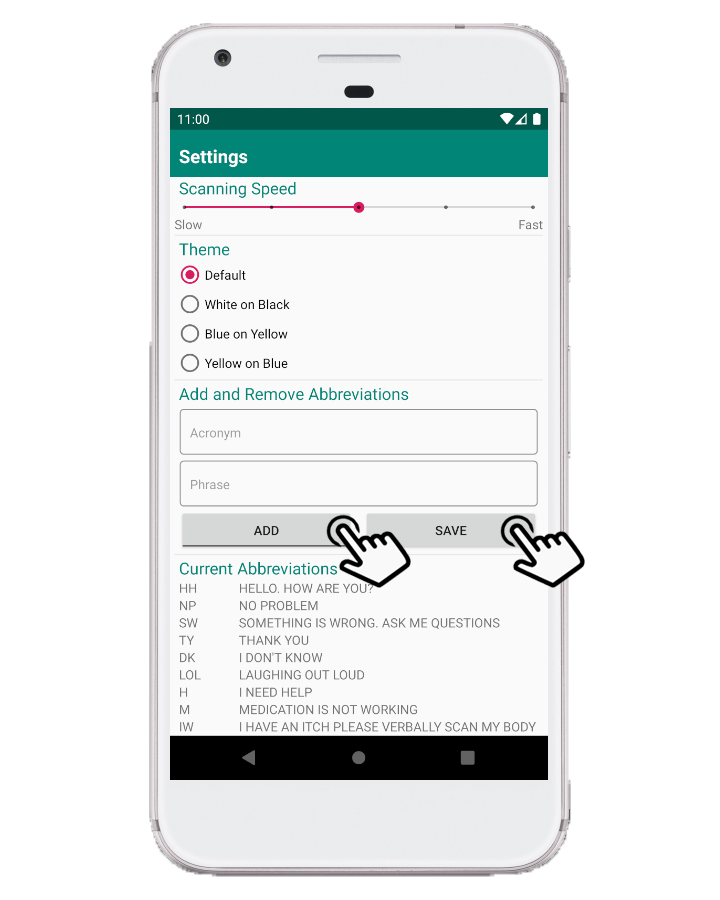 11:00
Settings
Scanning Speed
Slow Fast
Theme
Default
White on Black
Blue on Yellow
Yellow on Blue
Add and Remove Abbreviations
Acronym
Phrase
ADD SAVE
Current Abbreviations
HH HELLO. HOW ARE YOU?
NP NO PROBLEM
SW SOMETHING IS WRONG. ASK ME QUESTIONS
TY THANK YOU
DK I DON'T KNOW
LOL LAUGHING OUT LOUD
H I NEED HELP
M MEDICATION IS NOT WORKING
IW I HAVE AN ITCH PLEASE VERBALLY SCAN MY BODY